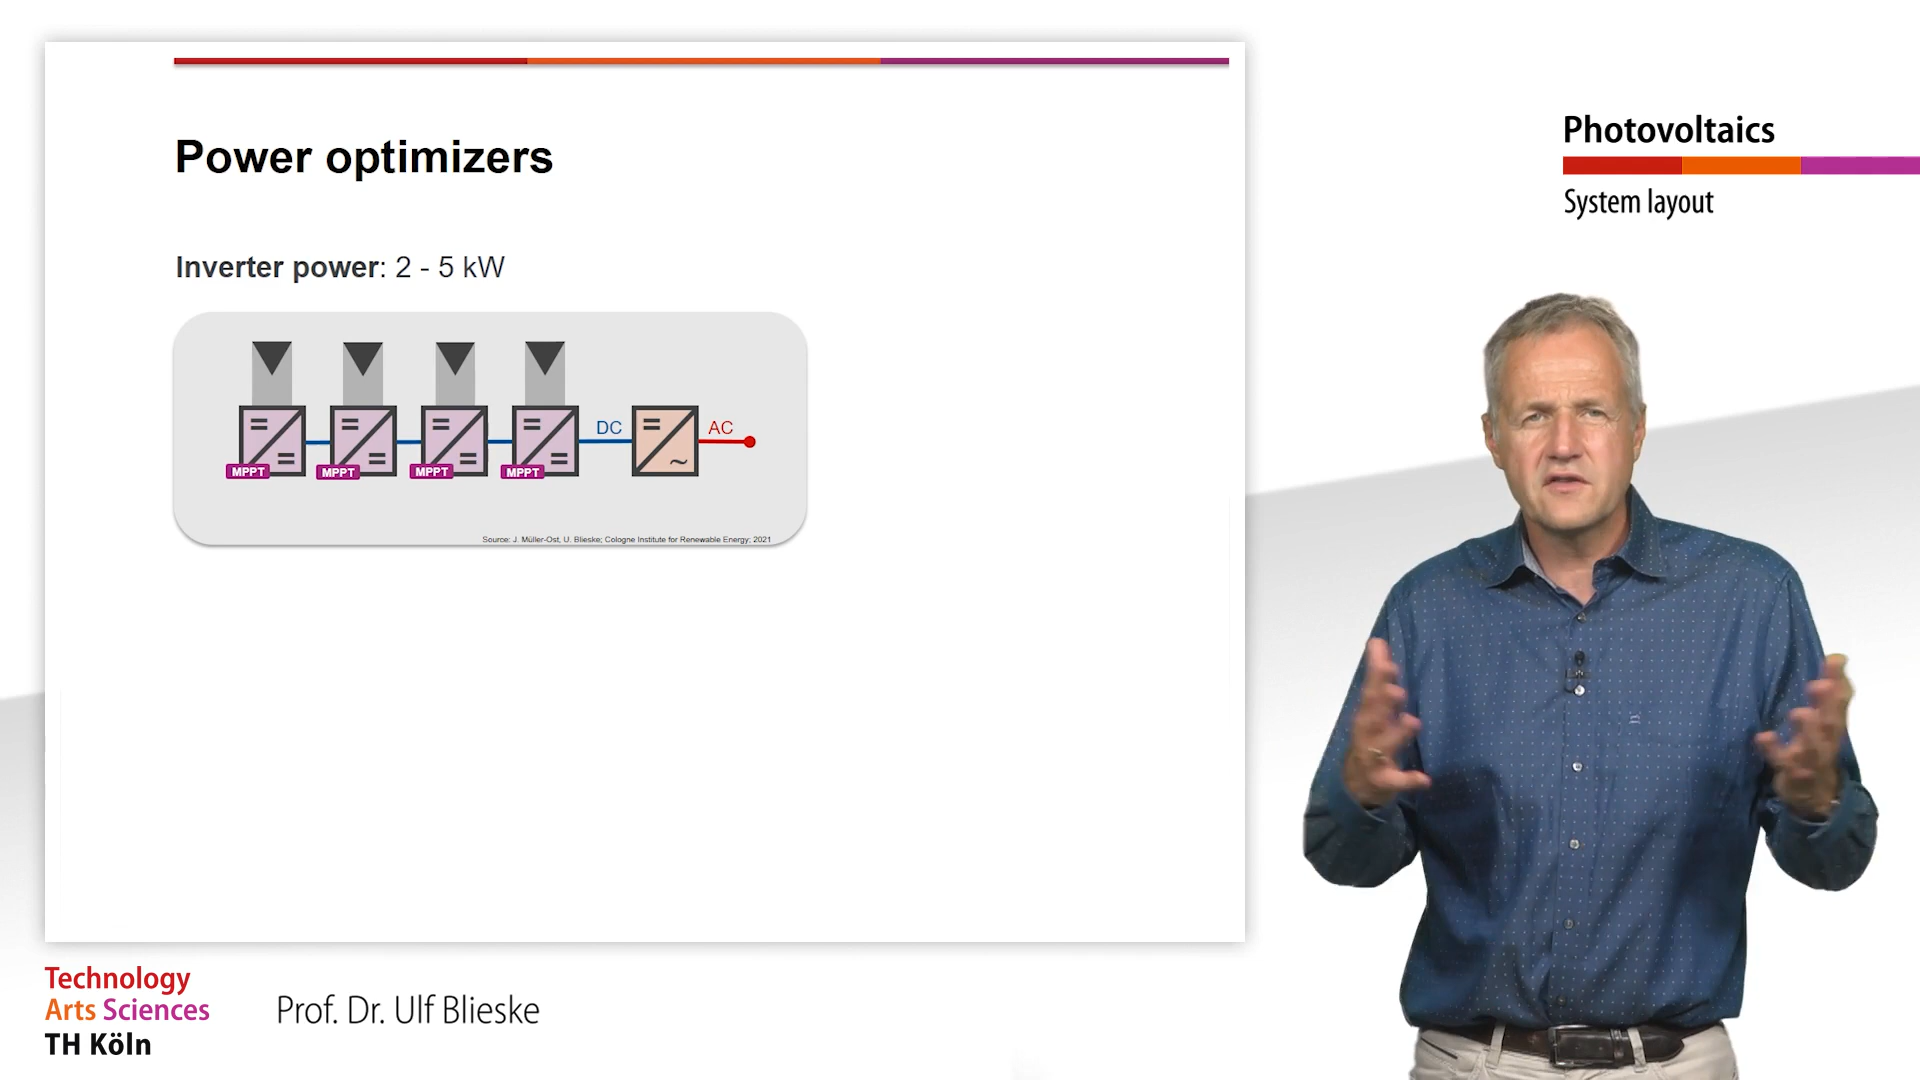 Power optimizers
Inverter power: 2 - 5 kW
DC
AC
MPPT
MPPT
MPPT
MPPT
Source: J. Müller-Ost, U. Blieske; Cologne Institute for Renewable Energy; 2021
Photovoltaics
System layout
Technology
Arts Sciences
TH Köln
Prof. Dr. Ulf Blieske